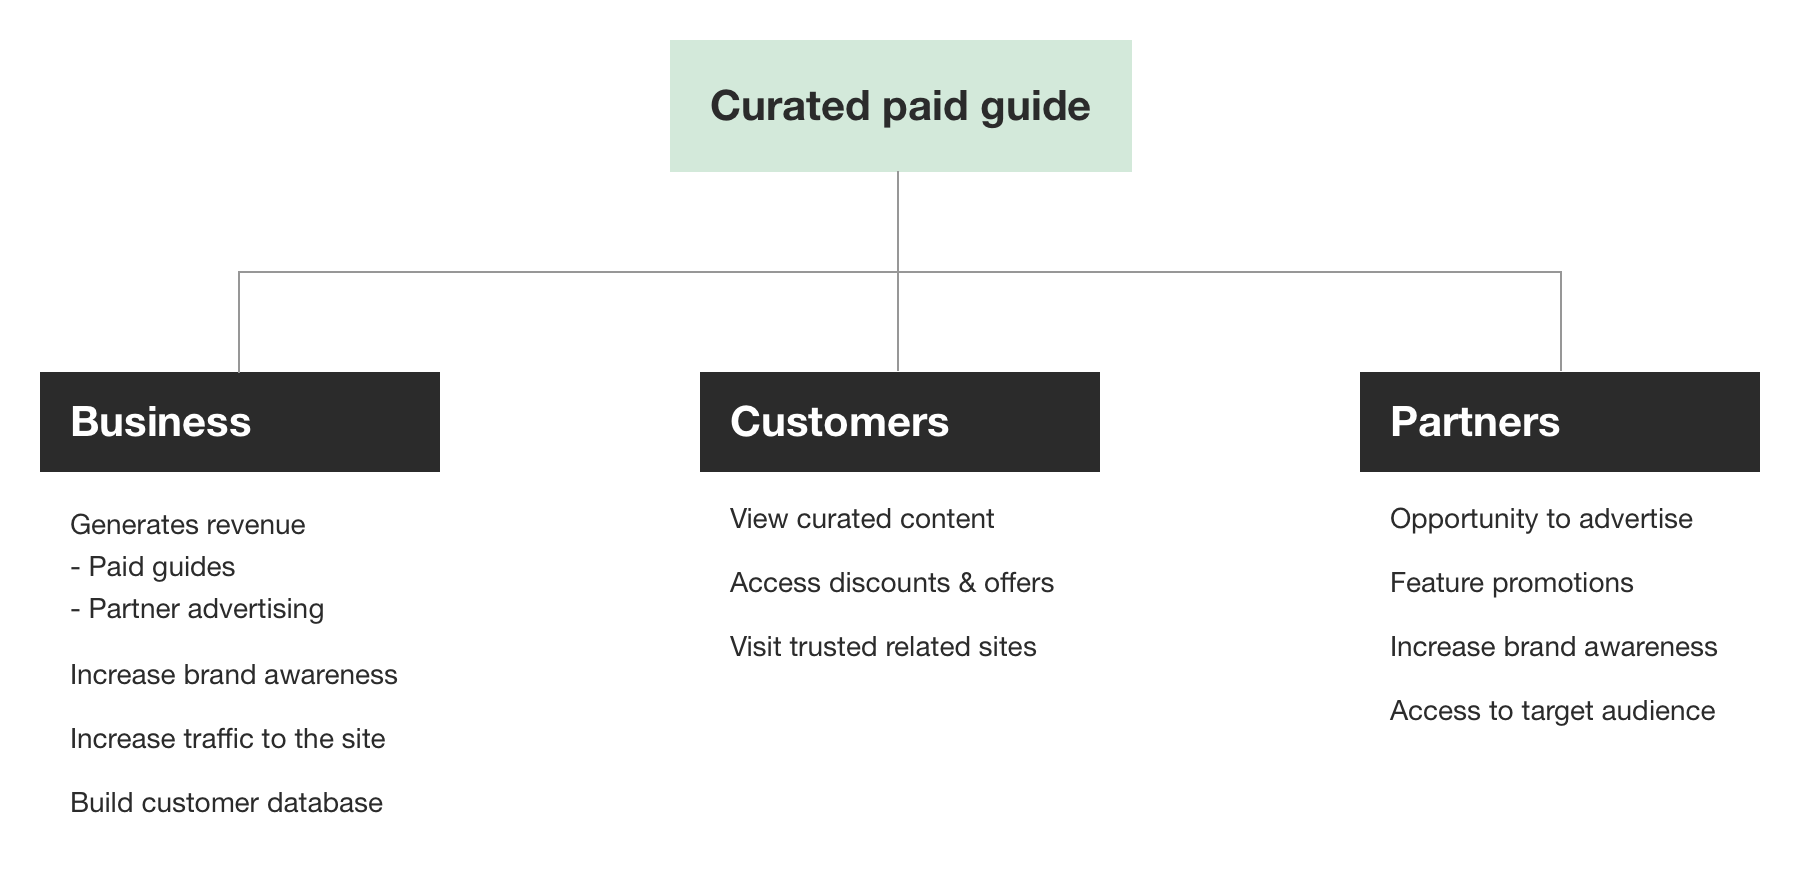 Curated paid guide
Business
Generates revenue
- Paid guides
- Partner advertising
Increase brand awareness
Increase traffic to the site
Build customer database
Customers
View curated content
Access discounts & offers
Visit trusted related sites
Partners
Opportunity to advertise
Feature promotions
Increase brand awareness
Access to target audience